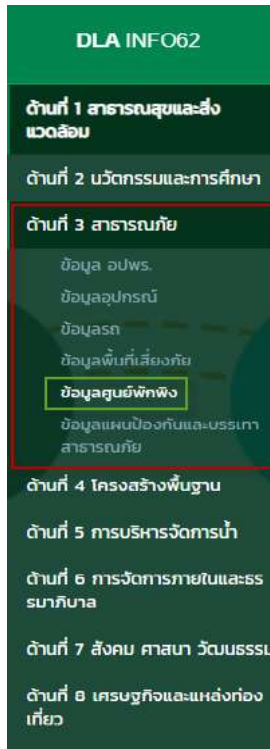 DLA INFO62
ด้านที่ 1 สาธารณสุขและสิ่ง
แวดล้อม
ด้านที่ 2 นวัตกรรมและการศึกษา
ด้านที่ 3 สาธารณภัย
ข้อมูล อปพร.
ข้อมูลอุปกรณ์
ข้อมูลรถ
ข้อมูลพื้นที่เสี่ยงภัย
ข้อมูลศูนย์พักพิง
ข้อมูลแผนป้องกันและบรรเทา
สาธารณภัย
ด้านที่ 4 โครงสร้างพื้นฐาน
ด้านที่ 5 การบริหารจัดการน้ำ
ด้านที่ 6 การจัดการภายในและธร
รมาภิบาล
ด้านที่ 7 สังคม ศาสนา วัฒนธรรม
ด้านที่ 8 เศรษฐกิจและแหล่งท่อง
เที่ยว